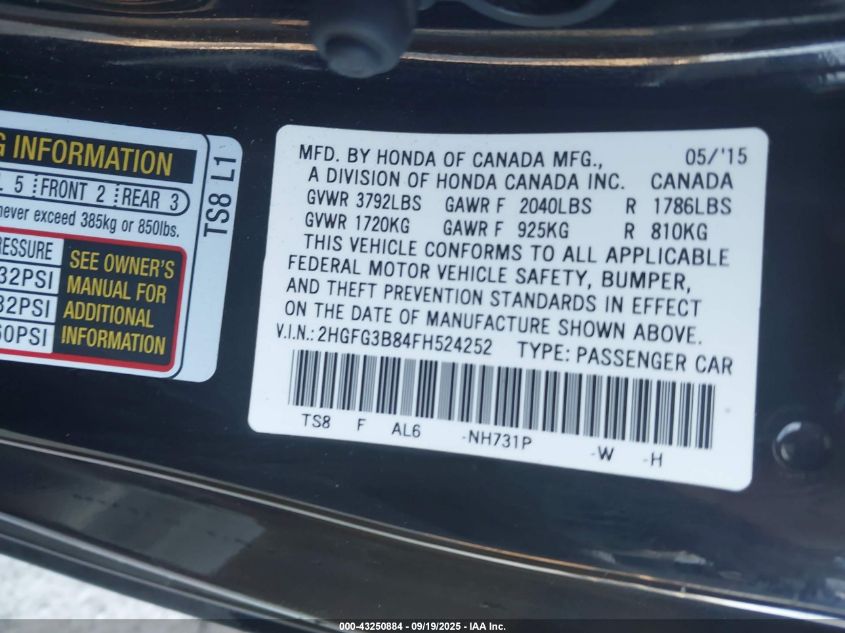 G INFORMATION
L 5 FRONT 2 REAR 3
never exceed 385kg or 850lbs.
TS8 L1
PRESSURE
32PSI
32PSI
60PSI
SEE OWNER'S
MANUAL FOR
ADDITIONAL
INFORMATION
MFD. BY HONDA OF CANADA MFG., 05/'15
A DIVISION OF HONDA CANADA INC. CANADA
GVWR 3792LBS GAWR F 2040LBS R 1786LBS
GVWR 1720KG GAWR F 925KG R 810KG
THIS VEHICLE CONFORMS TO ALL APPLICABLE
FEDERAL MOTOR VEHICLE SAFETY, BUMPER,
AND THEFT PREVENTION STANDARDS IN EFFECT
ON THE DATE OF MANUFACTURE SHOWN ABOVE.
V.I.N.: 2HGFG3B84FH524252 TYPE: PASSENGER CAR
TS8 F AL6 -NH731P -W -H
000-43250884 - 09/19/2025 - IAA Inc.